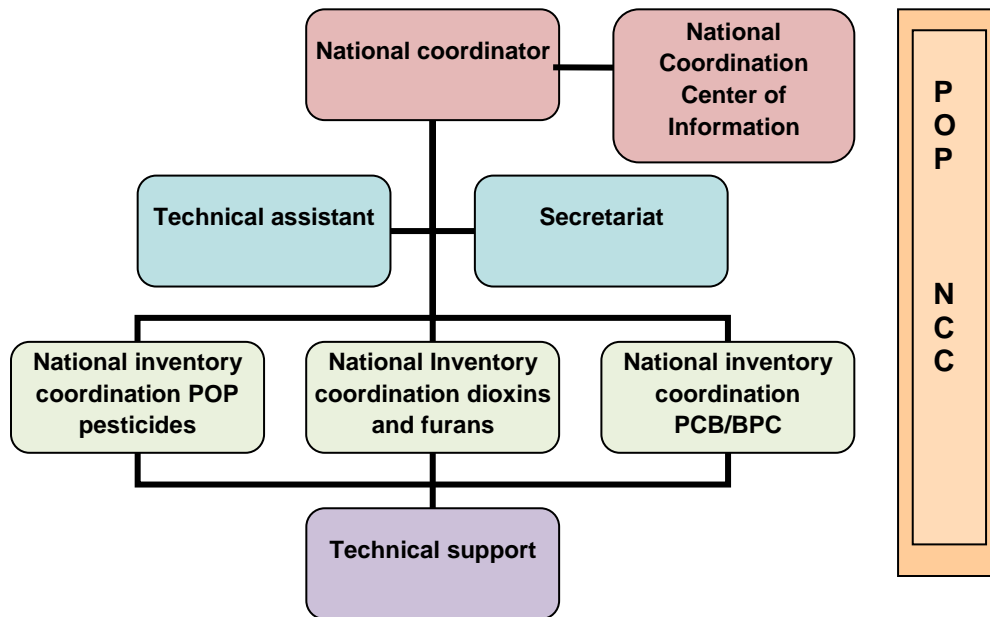 National coordinator
National
Coordination
Center of
Information
Technical assistant
Secretariat
National inventory
coordination POP
pesticides
National Inventory
coordination dioxins
and furans
National inventory
coordination
PCB/BPC
Technical support
P
O
P
N
C
C